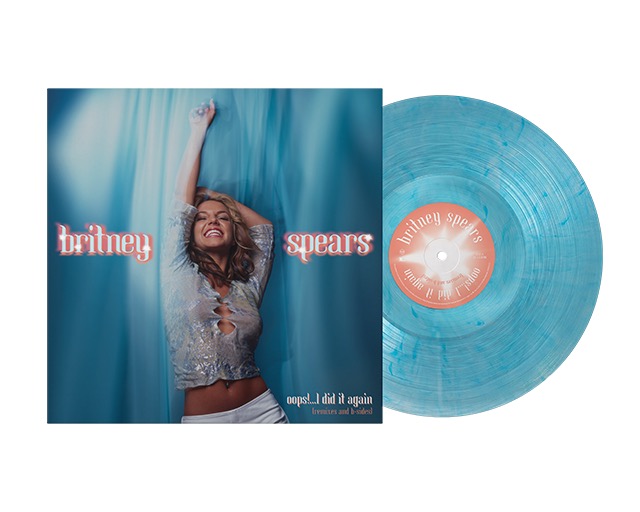 britney spears
oops!...I did it again
(remixes and b-sides)
britney spears
oops!...I did it again